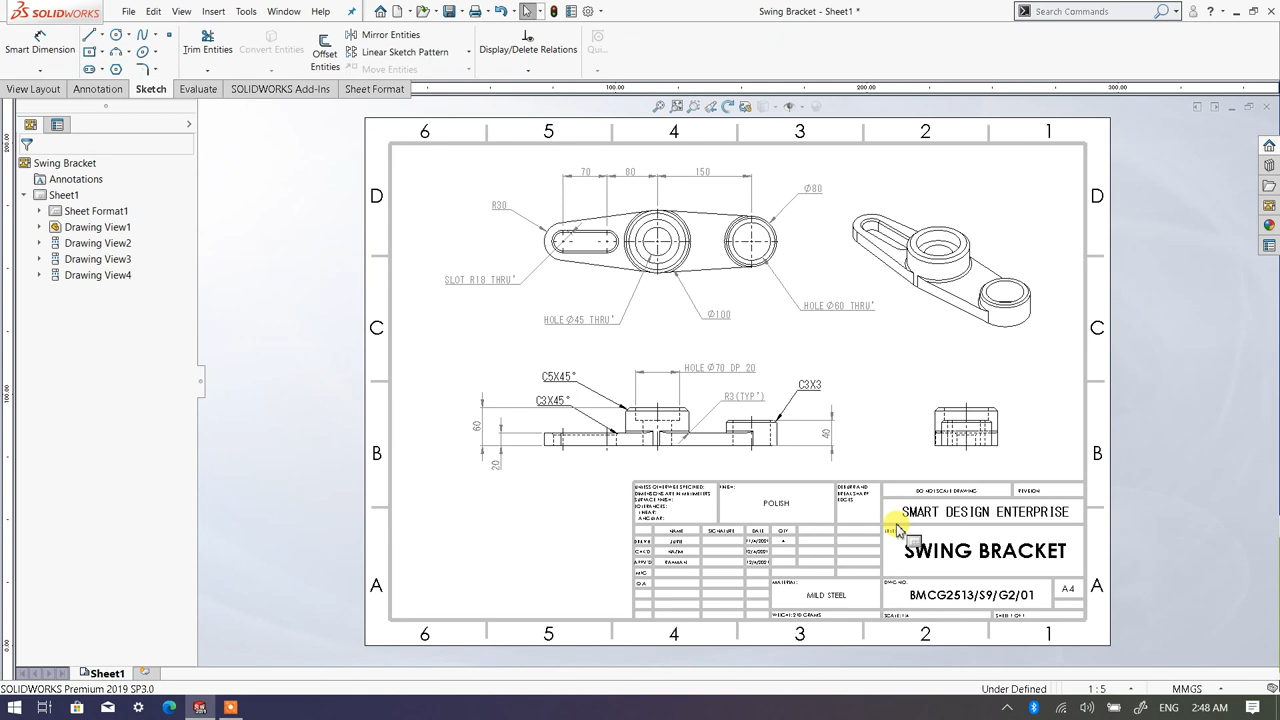 SOLIDWORKS
File Edit View Insert Tools Window Help
Swing Bracket - Sheet1 *
Search Commands
Smart Dimension
Trim Entities
Convert Entities
Offset Entities
Mirror Entities
Linear Sketch Pattern
Move Entities
Display/Delete Relations
Qui...
View Layout Annotation Sketch Evaluate SOLIDWORKS Add-Ins Sheet Format
100.00 200.00 300.00
Swing Bracket
Annotations
Sheet1
Sheet Format1
Drawing View1
Drawing View2
Drawing View3
Drawing View4
200.00
100.00
0.00
6 5 4 3 2 1
D D
C C
B B
A A
70 80 150
Ø80
R30
SLOT R18 THRU'
HOLE Ø45 THRU'
Ø100
HOLE Ø60 THRU'
C5X45°
HOLE Ø70 DP 20
C3X3
C3X45°
R3(TYP')
60
20
40
UNLESS OTHERWISE SPECIFIED:
DIMENSIONS ARE IN MILLIMETERS
SURFACE FINISH:
TOLERANCES:
LINEAR:
ANGULAR:
FINISH:
POLISH
DEBURR AND
BREAK SHARP
EDGES
DO NOT SCALE DRAWING
REVISION
SMART DESIGN ENTERPRISE
NAME SIGNATURE DATE QTY
DRAWN
CHK'D
APPV'D
MFG
Q.A
SWING BRACKET
MATERIAL:
MILD STEEL
DWG NO.
BMCG2513/S9/G2/01
A4
WEIGHT: 210 GRAMS
SHEET 1 OF 1
6 5 4 3 2 1
Sheet1
SOLIDWORKS Premium 2019 SP3.0
Under Defined
1 : 5
MMGS
ENG
2:48 AM